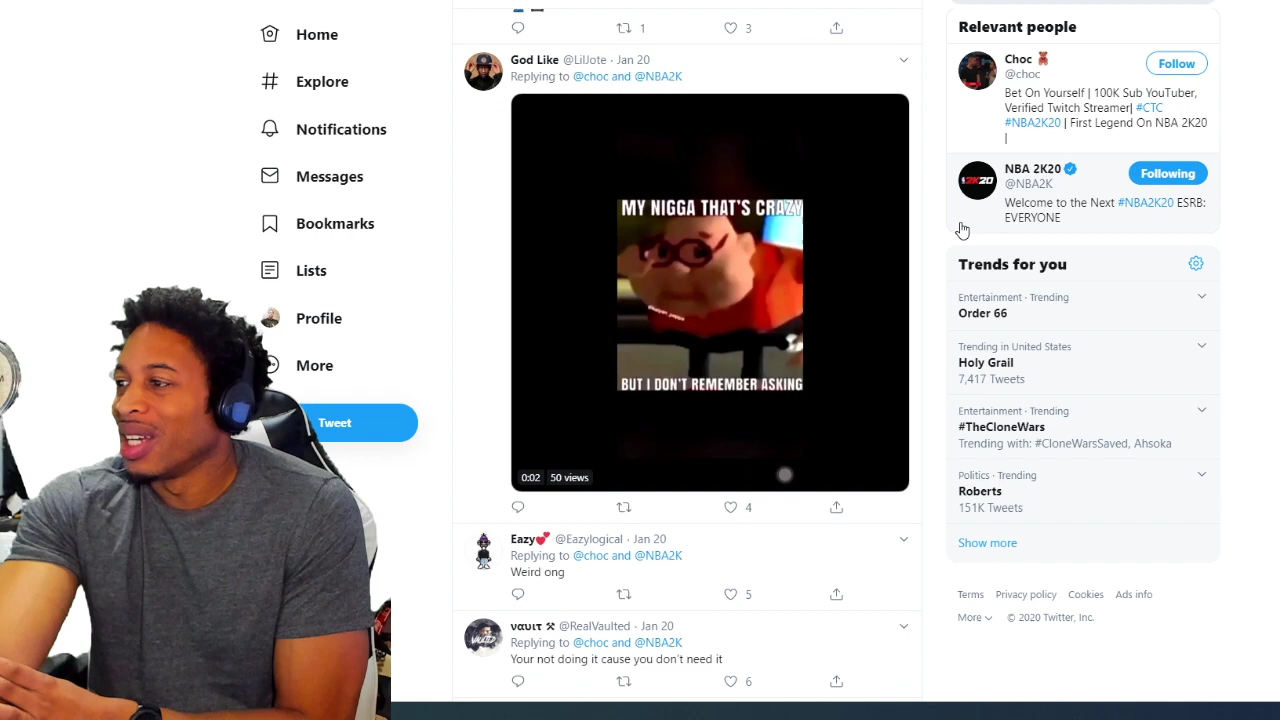 Home
Explore
Notifications
Messages
Bookmarks
Lists
Profile
More
Tweet
1
3
God Like @LilJote · Jan 20
Replying to @choc and @NBA2K
MY NIGGA THAT'S CRAZY
BUT I DON'T REMEMBER ASKING
0:02 50 views
4
Eazy💕 @Eazylogical · Jan 20
Replying to @choc and @NBA2K
Weird ong
5
ναυιτ ⚒ @RealVaulted · Jan 20
Replying to @choc and @NBA2K
Your not doing it cause you don't need it
6
Relevant people
Choc 🧸
@choc
Follow
Bet On Yourself | 100K Sub YouTuber,
Verified Twitch Streamer| #CTC
#NBA2K20 | First Legend On NBA 2K20
|
2K20
NBA 2K20
@NBA2K
Following
Welcome to the Next #NBA2K20 ESRB:
EVERYONE
Trends for you
Entertainment · Trending
Order 66
Trending in United States
Holy Grail
7,417 Tweets
Entertainment · Trending
#TheCloneWars
Trending with: #CloneWarsSaved, Ahsoka
Politics · Trending
Roberts
151K Tweets
Show more
Terms Privacy policy Cookies Ads info
More © 2020 Twitter, Inc.